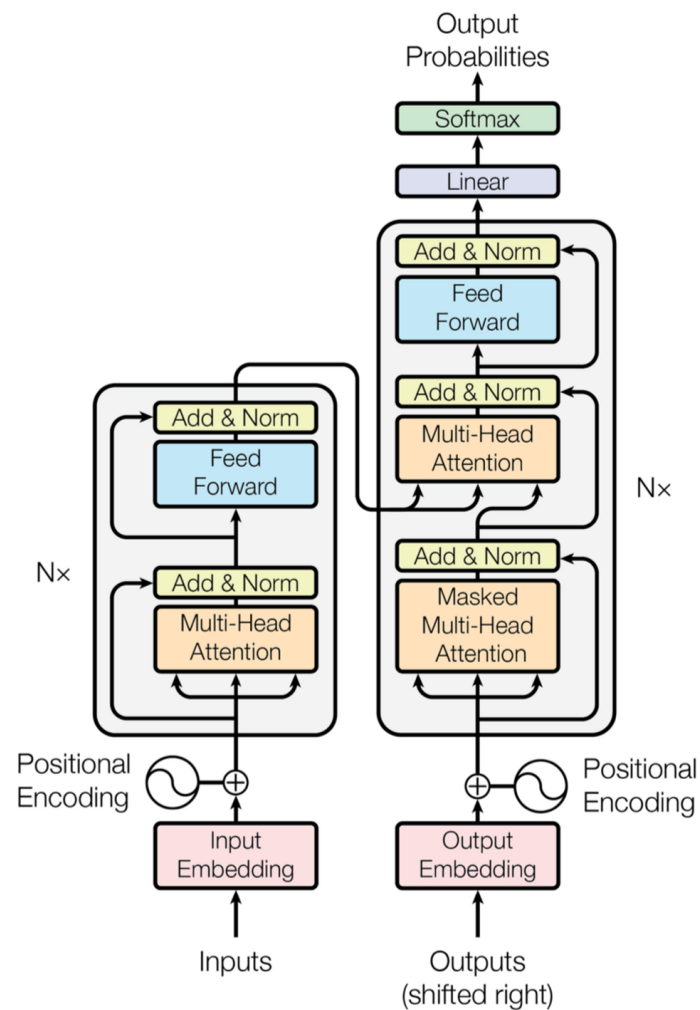 Output
Probabilities
Softmax
Linear
Add & Norm
Feed
Forward
Add & Norm
Multi-Head
Attention
Add & Norm
Masked
Multi-Head
Attention
N×
Add & Norm
Feed
Forward
Add & Norm
Multi-Head
Attention
N×
Positional
Encoding
Positional
Encoding
Input
Embedding
Output
Embedding
Inputs
Outputs
(shifted right)